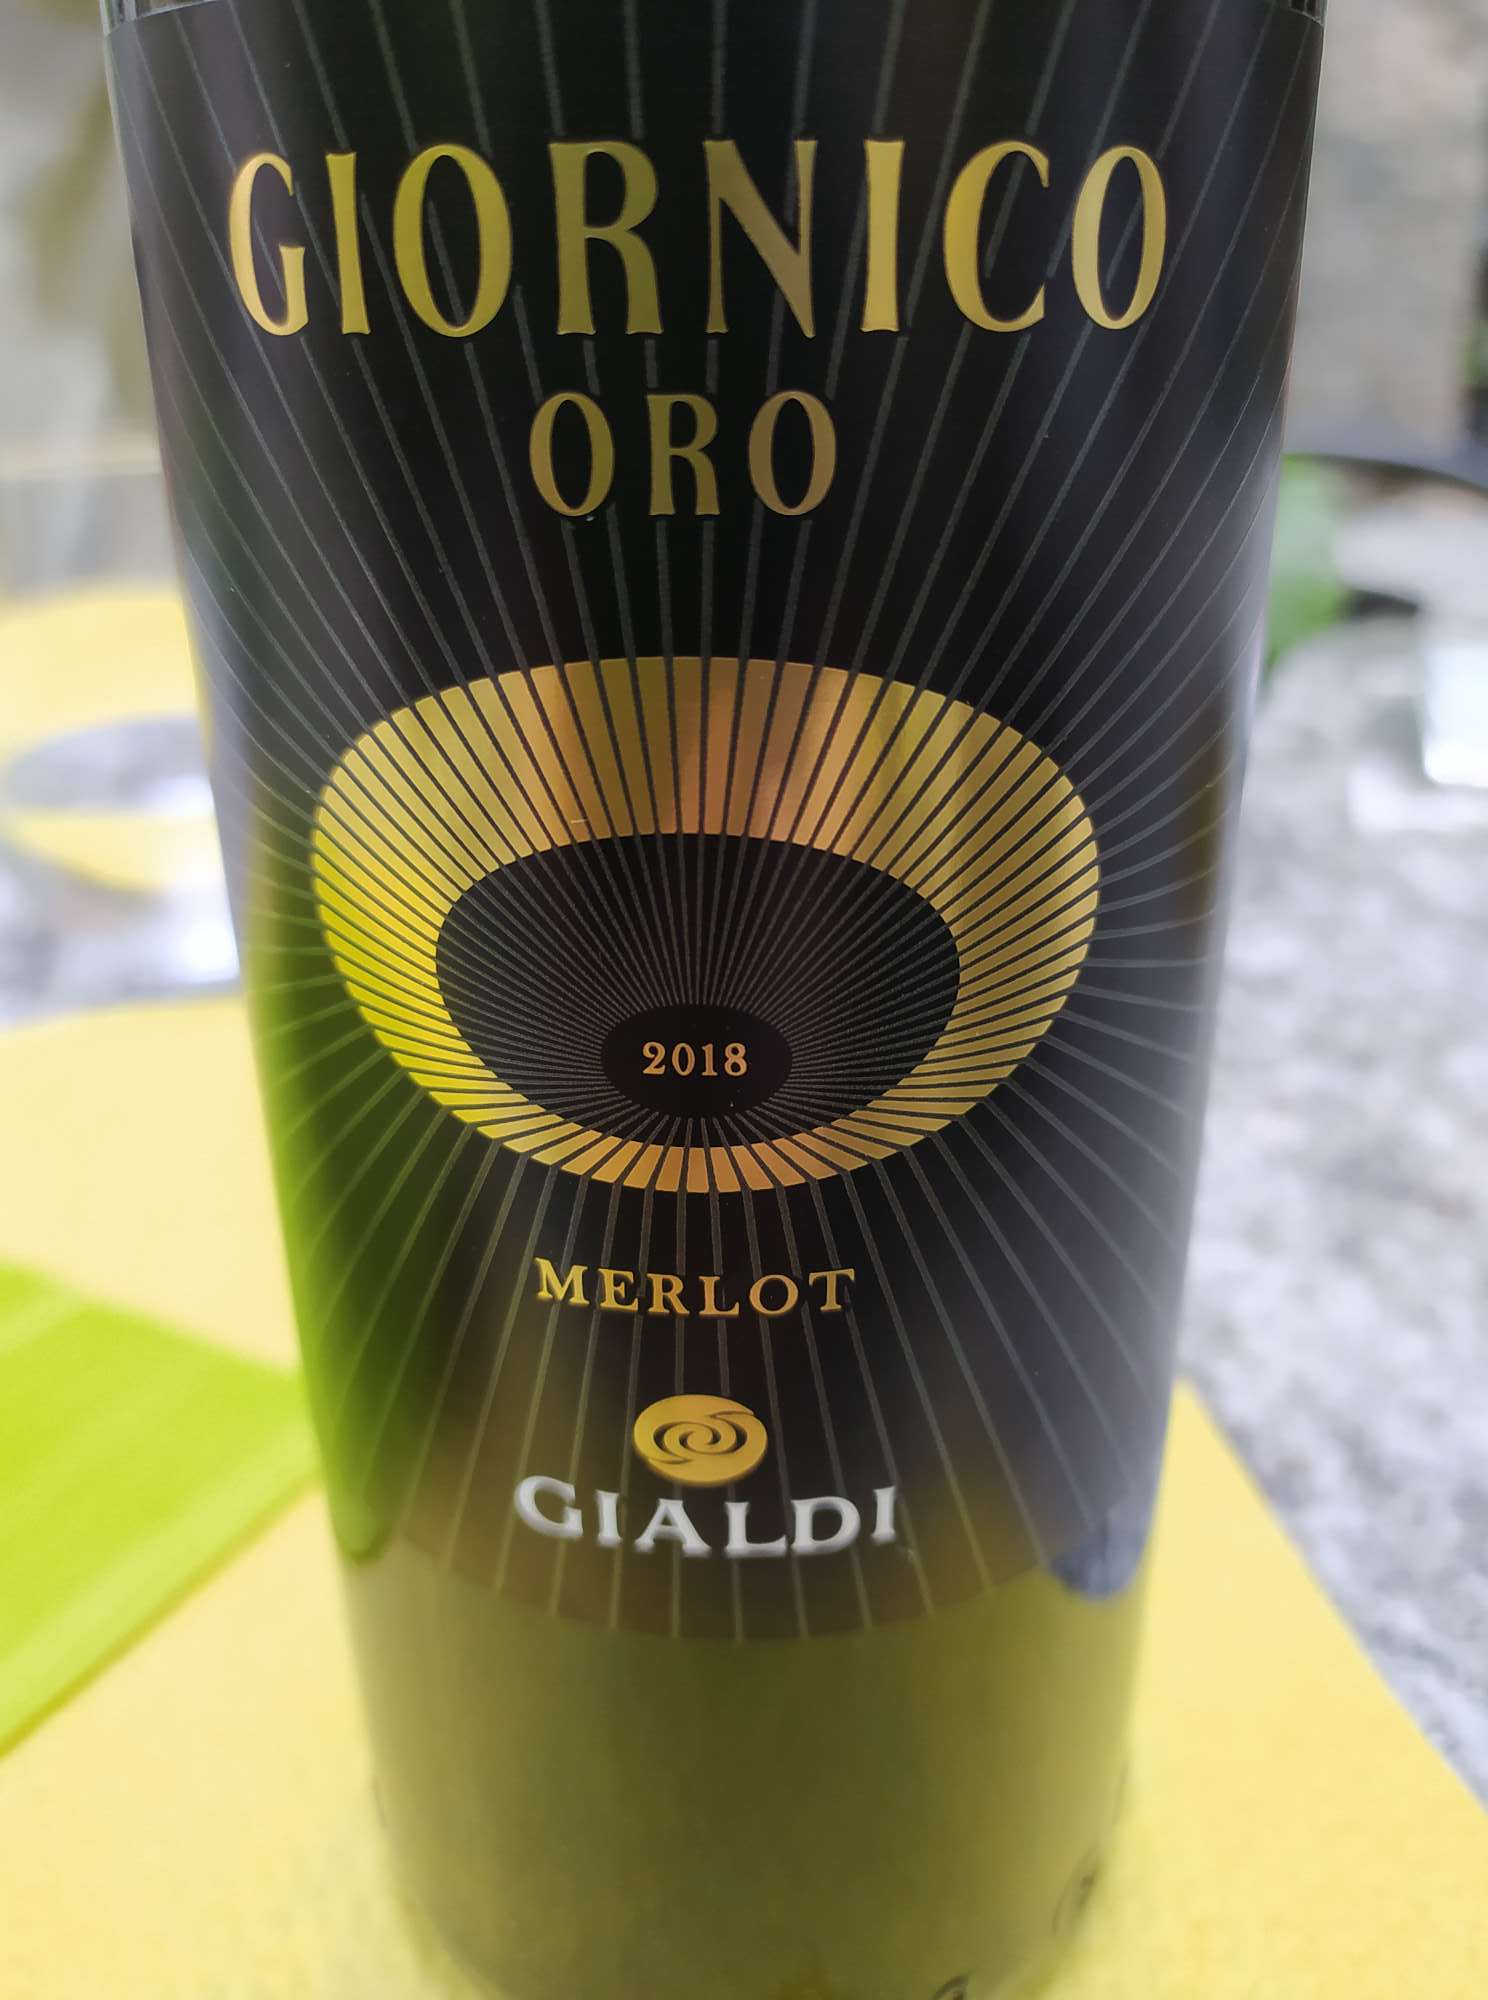 GIORNICO
ORO
2018
MERLOT
GIALDI